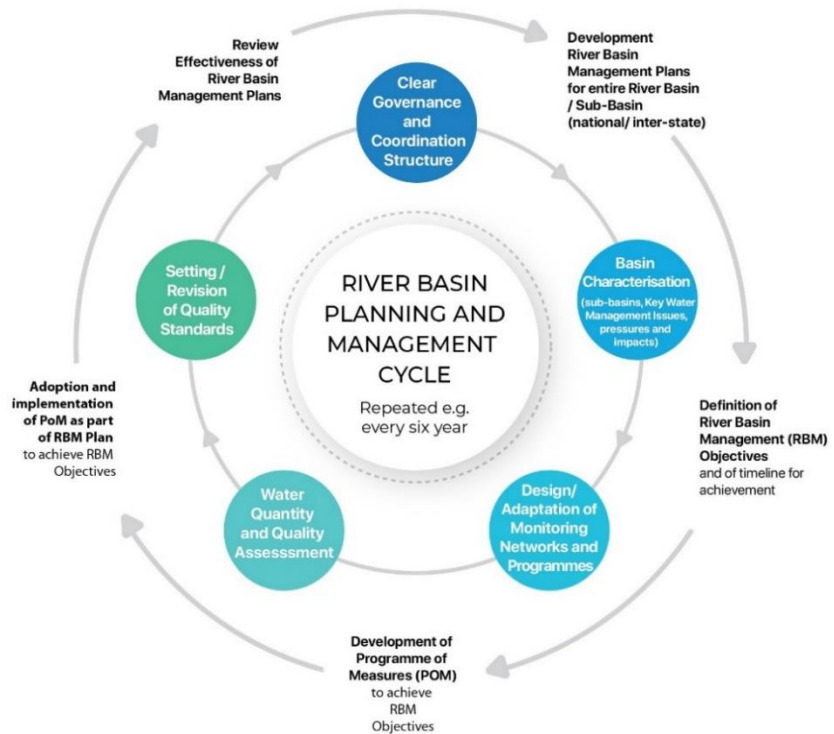 Review
Effectiveness of
River Basin
Management Plans
Development
River Basin
Management Plans
for entire River Basin
/ Sub-Basin
(national/ inter-state)
Clear
Governance
and
Coordination
Structure
Setting /
Revision
of Quality
Standards
RIVER BASIN
PLANNING AND
MANAGEMENT
CYCLE
Repeated e.g.
every six year
Basin
Characterisation
(sub-basins, Key Water
Management Issues,
pressures and
impacts)
Adoption and
implementation
of PoM as part
of RBM Plan
to achieve RBM
Objectives
Definition of
River Basin
Management (RBM)
Objectives
and of timeline for
achievement
Water
Quantity
and Quality
Assesssment
Design/
Adaptation of
Monitoring
Networks and
Programmes
Development of
Programme of
Measures (POM)
to achieve
RBM
Objectives